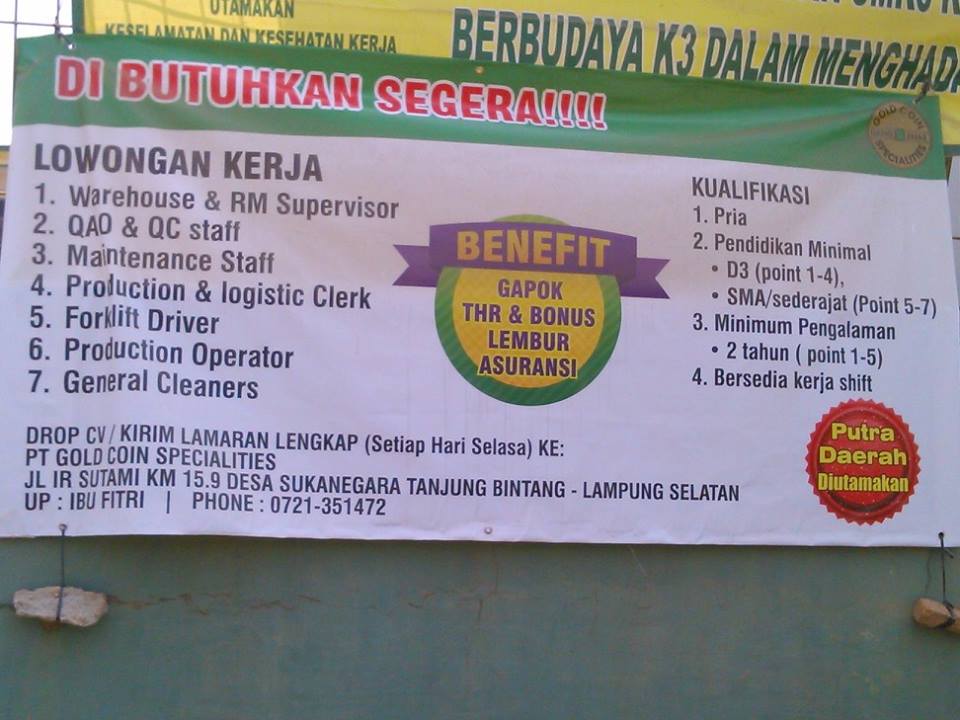 UTAMAKAN
KESELAMATAN DAN KESEHATAN KERJA
BERBUDAYA K3 DALAM MENGHADA
DI BUTUHKAN SEGERA!!!!
GOLD COIN
SPECIALITIES
LOWONGAN KERJA
1. Warehouse & RM Supervisor
2. QAO & QC staff
3. Maintenance Staff
4. Production & logistic Clerk
5. Forklift Driver
6. Production Operator
7. General Cleaners
BENEFIT
GAPOK
THR & BONUS
LEMBUR
ASURANSI
KUALIFIKASI
1. Pria
2. Pendidikan Minimal
• D3 (point 1-4),
• SMA/sederajat (Point 5-7)
3. Minimum Pengalaman
• 2 tahun ( point 1-5)
4. Bersedia kerja shift
DROP CV/ KIRIM LAMARAN LENGKAP (Setiap Hari Selasa) KE:
PT GOLD COIN SPECIALITIES
JL IR SUTAMI KM 15.9 DESA SUKANEGARA TANJUNG BINTANG - LAMPUNG SELATAN
UP : IBU FITRI | PHONE : 0721-351472
Putra
Daerah
Diutamakan